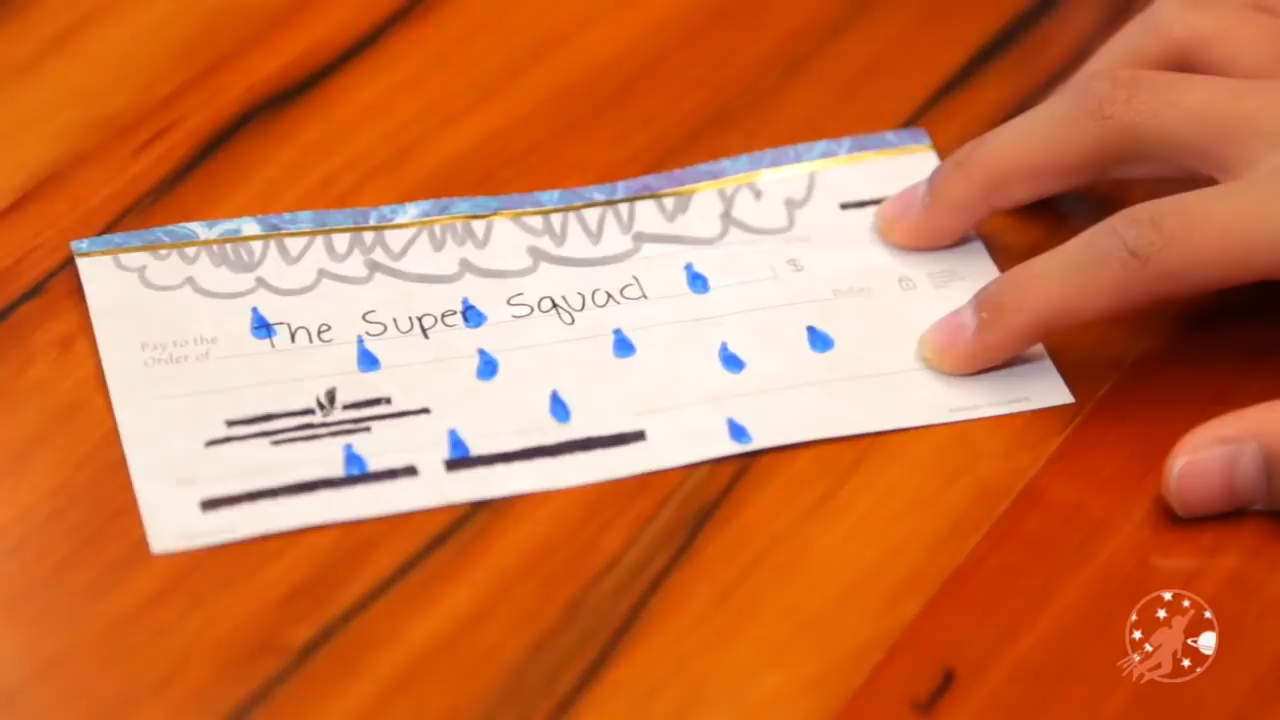 The Super Squad
$
Pay to the
Order of